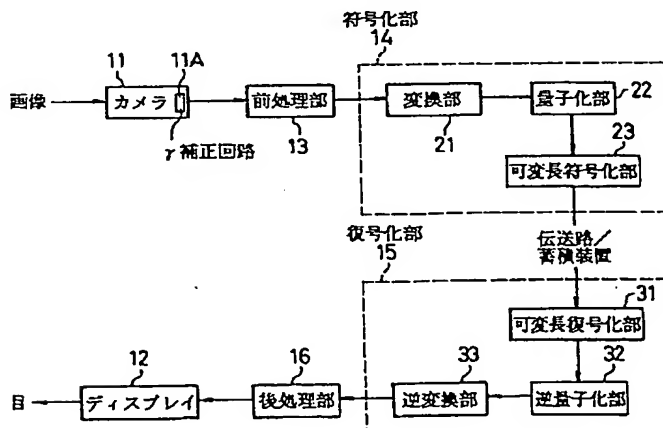 符号化部
14
11
11A
画像
カメラ
前処理部
変換部
量子化部
22
γ補正回路
13
21
23
可変長符号化部
伝送路/
蓄積装置
復号化部
15
31
可変長復号化部
12
16
33
32
目
ディスプレイ
後処理部
逆変換部
逆量子化部